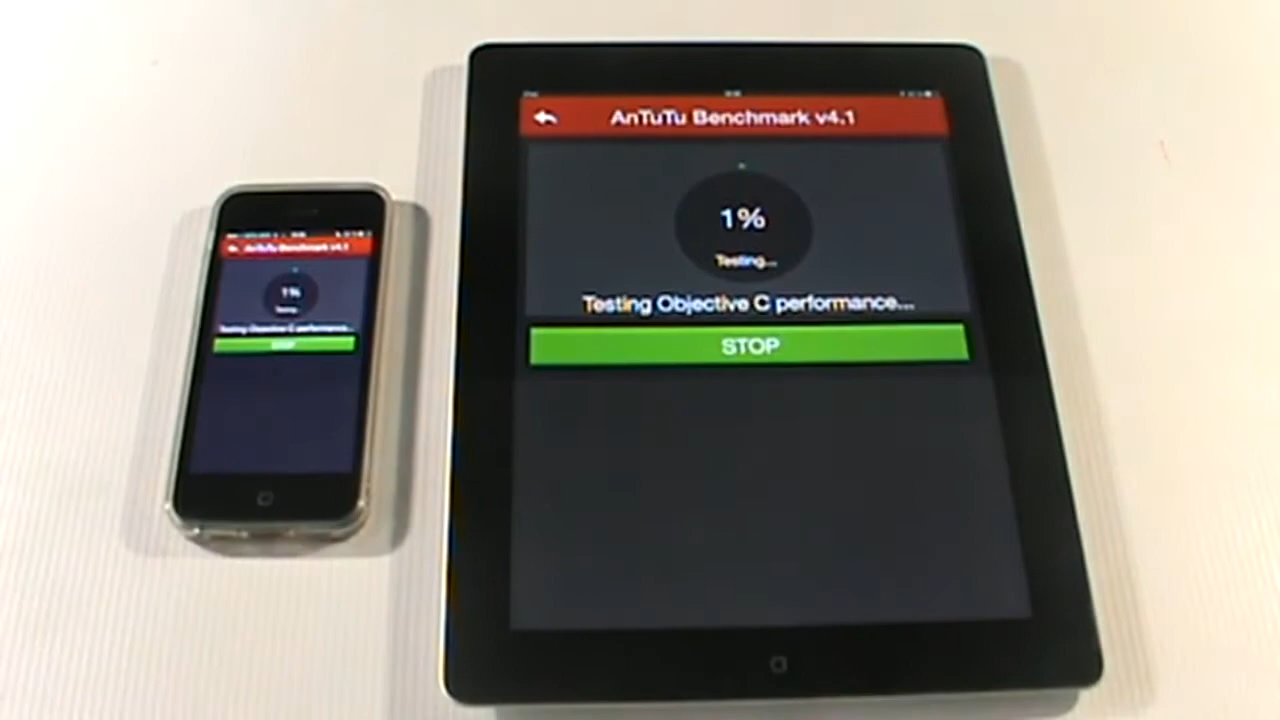 AnTuTu Benchmark v4.1
1%
Testing...
Testing Objective C performance...
STOP
AnTuTu Benchmark v4.1
1%
Testing...
Testing Objective C performance...
STOP